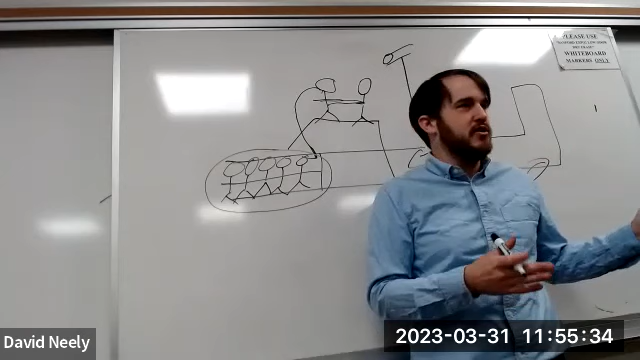 PLEASE USE
WHITEBOARD
MARKERS ONLY
David Neely
2023-03-31 11:55:34